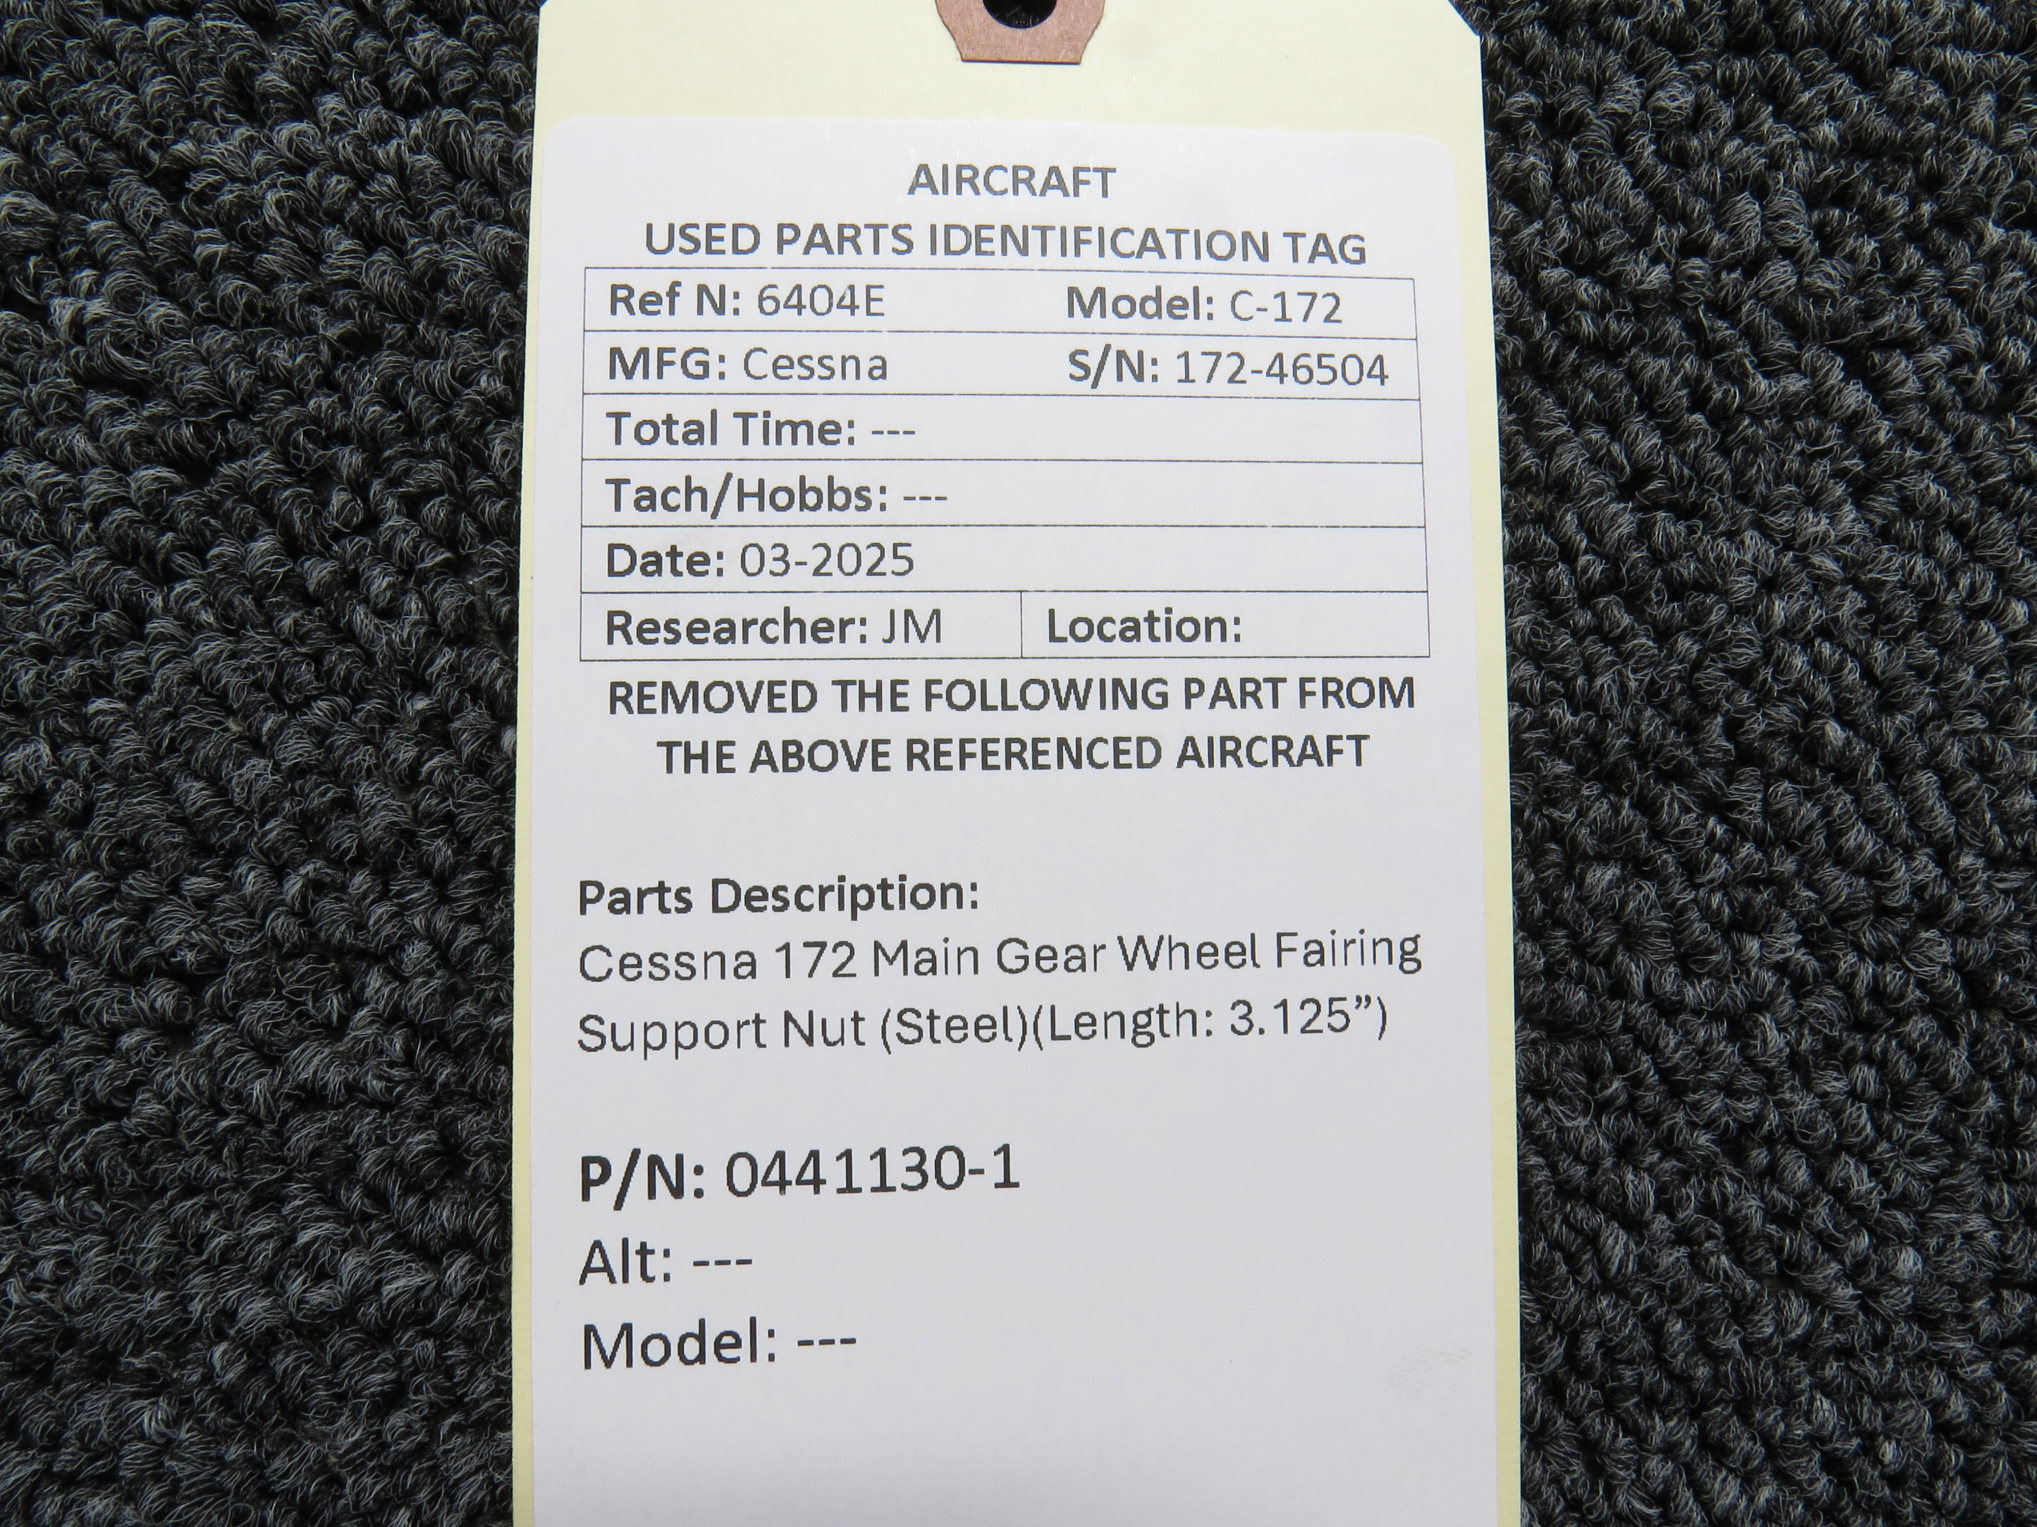 AIRCRAFT
USED PARTS IDENTIFICATION TAG
Ref N: 6404E Model: C-172
MFG: Cessna S/N: 172-46504
Total Time: ---
Tach/Hobbs: ---
Date: 03-2025
Researcher: JM Location:
REMOVED THE FOLLOWING PART FROM
THE ABOVE REFERENCED AIRCRAFT
Parts Description:
Cessna 172 Main Gear Wheel Fairing
Support Nut (Steel)(Length: 3.125”)
P/N: 0441130-1
Alt: ---
Model: ---